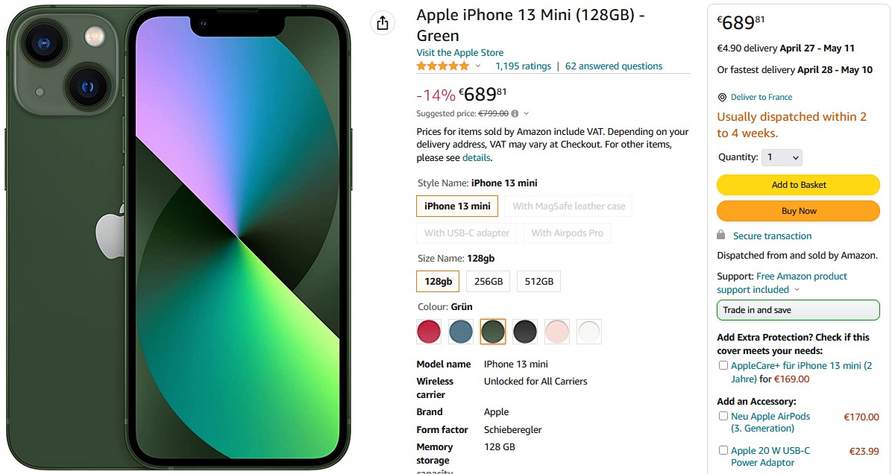 Apple iPhone 13 Mini (128GB) -
Green
Visit the Apple Store
1,195 ratings | 62 answered questions
-14% €689⁸¹
Suggested price: €799.00
Prices for items sold by Amazon include VAT. Depending on your
delivery address, VAT may vary at Checkout. For other items,
please see details.
Style Name: iPhone 13 mini
iPhone 13 mini
With MagSafe leather case
With USB-C adapter
With Airpods Pro
Size Name: 128gb
128gb
256GB
512GB
Colour: Grün
Model name IPhone 13 mini
Wireless Unlocked for All Carriers
carrier
Brand Apple
Form factor Schieberegler
Memory 128 GB
storage
capacity
€689⁸¹
€4.90 delivery April 27 - May 11
Or fastest delivery April 28 - May 10
Deliver to France
Usually dispatched within 2
to 4 weeks.
Quantity: 1
Add to Basket
Buy Now
Secure transaction
Dispatched from and sold by Amazon.
Support: Free Amazon product
support included
Trade in and save
Add Extra Protection? Check if this
cover meets your needs:
AppleCare+ für iPhone 13 mini (2
Jahre) for €169.00
Add an Accessory:
Neu Apple AirPods €170.00
(3. Generation)
Apple 20 W USB-C €23.99
Power Adaptor